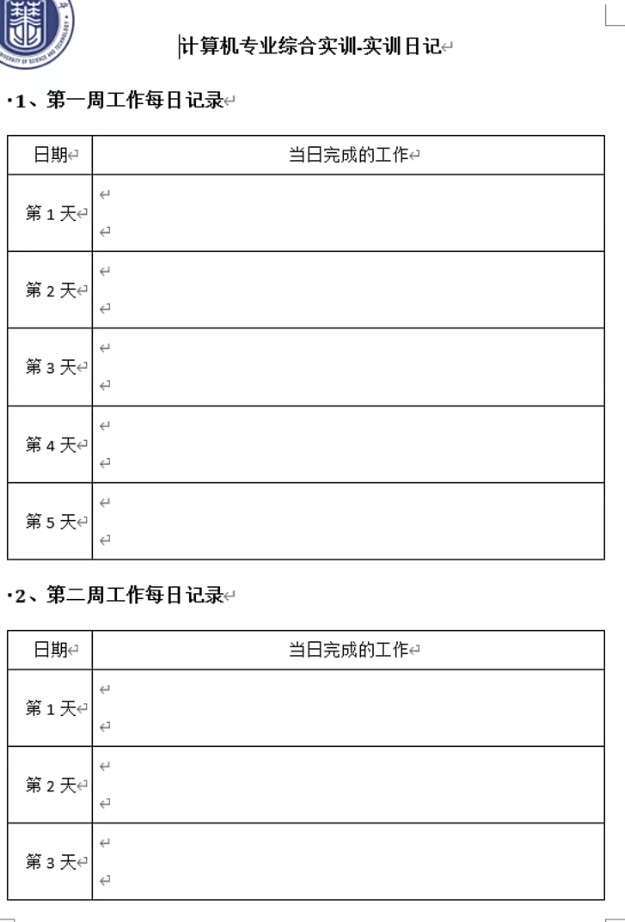 UNIVERSITY OF SCIENCE AND TECHNOLOGY
计算机专业综合实训-实训日记
1、第一周工作每日记录
日期 当日完成的工作
第 1 天
第 2 天
第 3 天
第 4 天
第 5 天
2、第二周工作每日记录
日期 当日完成的工作
第 1 天
第 2 天
第 3 天